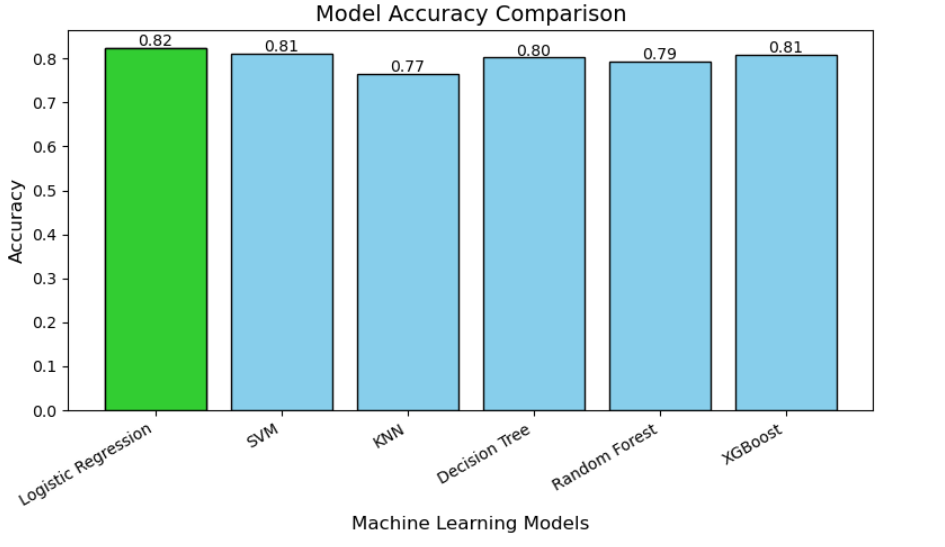 Model Accuracy Comparison
0.82
0.81
0.77
0.80
0.79
0.81
Accuracy
0.8
0.7
0.6
0.5
0.4
0.3
0.2
0.1
0.0
Logistic Regression
SVM
KNN
Decision Tree
Random Forest
XGBoost
Machine Learning Models